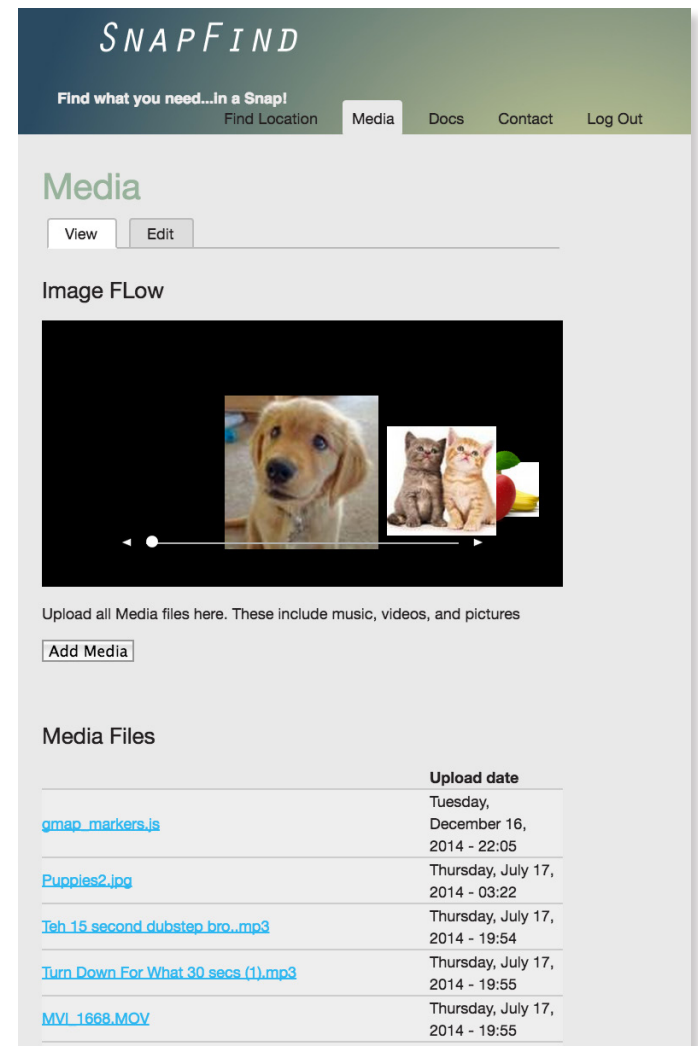 SNAPFIND
Find what you need...in a Snap!
Find Location Media Docs Contact Log Out
Media
View Edit
Image FLow
Upload all Media files here. These include music, videos, and pictures
Add Media
Media Files
Upload date
gmap_markers.js
Tuesday,
December 16,
2014 - 22:05
Puppies2.jpg
Thursday, July 17,
2014 - 03:22
Teh 15 second dubstep bro..mp3
Thursday, July 17,
2014 - 19:54
Turn Down For What 30 secs (1).mp3
Thursday, July 17,
2014 - 19:55
MVI_1668.MOV
Thursday, July 17,
2014 - 19:55